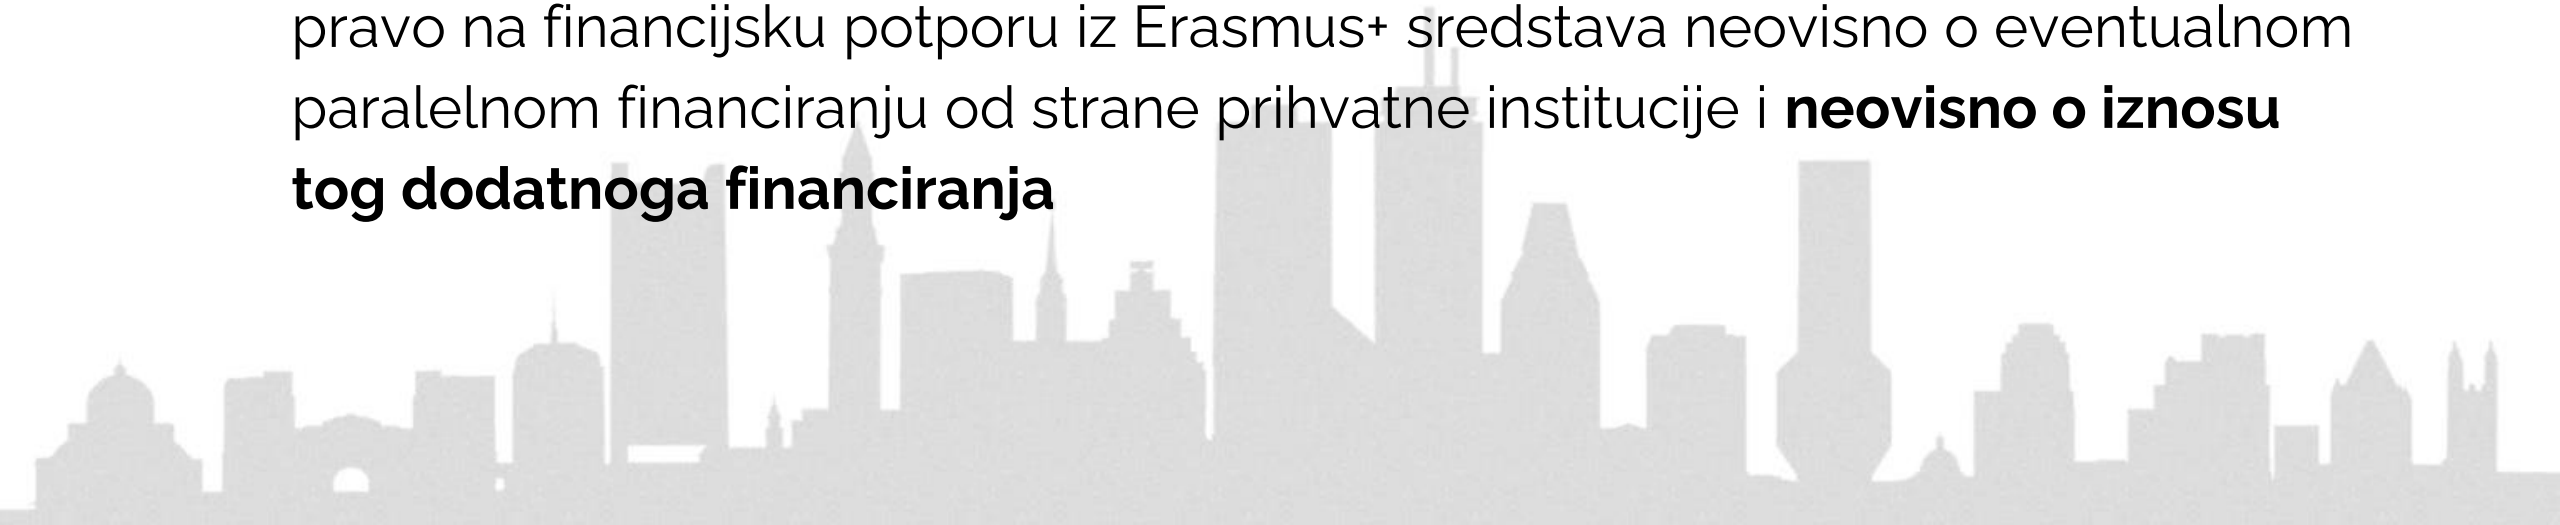 pravo na financijsku potporu iz Erasmus+ sredstava neovisno o eventualnom
paralelnom financiranju od strane prihvatne institucije i neovisno o iznosu
tog dodatnoga financiranja